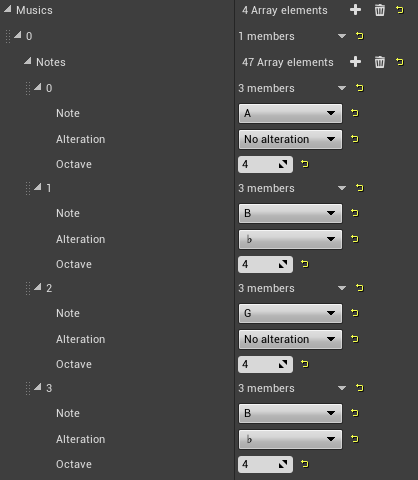 Musics 4 Array elements
0 1 members
Notes 47 Array elements
0 3 members
Note A
Alteration No alteration
Octave 4
1 3 members
Note B
Alteration ♭
Octave 4
2 3 members
Note G
Alteration No alteration
Octave 4
3 3 members
Note B
Alteration ♭
Octave 4